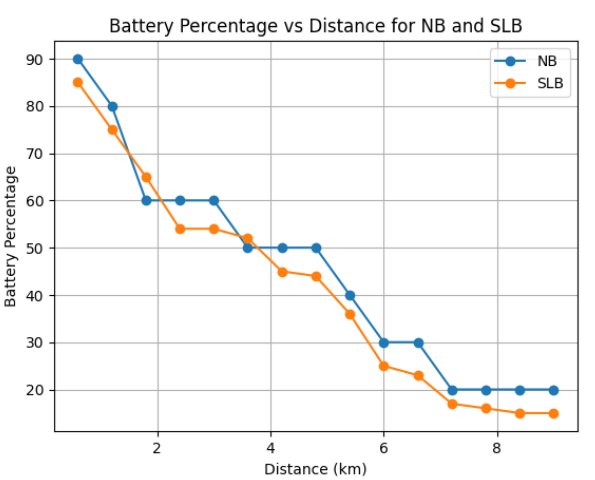 Battery Percentage vs Distance for NB and SLB
90
80
70
60
50
40
30
20
Battery Percentage
NB
SLB
2
4
6
8
Distance (km)